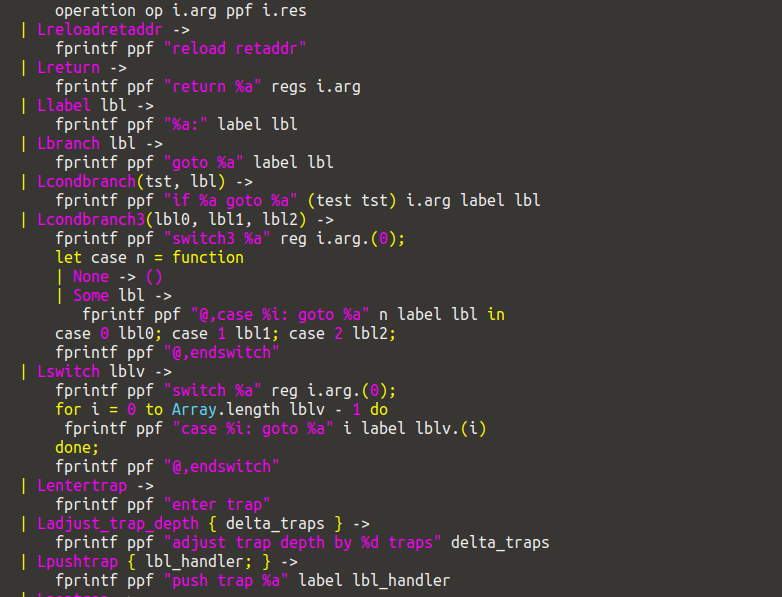 operation op i.arg ppf i.res
| Lreloadretaddr ->
fprintf ppf "reload retaddr"
| Lreturn ->
fprintf ppf "return %a" regs i.arg
| Llabel lbl ->
fprintf ppf "%a:" label lbl
| Lbranch lbl ->
fprintf ppf "goto %a" label lbl
| Lcondbranch(tst, lbl) ->
fprintf ppf "if %a goto %a" (test tst) i.arg label lbl
| Lcondbranch3(lbl0, lbl1, lbl2) ->
fprintf ppf "switch3 %a" reg i.arg.(0);
let case n = function
| None -> ()
| Some lbl ->
fprintf ppf "@,case %i: goto %a" n label lbl in
case 0 lbl0; case 1 lbl1; case 2 lbl2;
fprintf ppf "@,endswitch"
| Lswitch lblv ->
fprintf ppf "switch %a" reg i.arg.(0);
for i = 0 to Array.length lblv - 1 do
fprintf ppf "case %i: goto %a" i label lblv.(i)
done;
fprintf ppf "@,endswitch"
| Lentertrap ->
fprintf ppf "enter trap"
| Ladjust_trap_depth { delta_traps } ->
fprintf ppf "adjust trap depth by %d traps" delta_traps
| Lpushtrap { lbl_handler; } ->
fprintf ppf "push trap %a" label lbl_handler